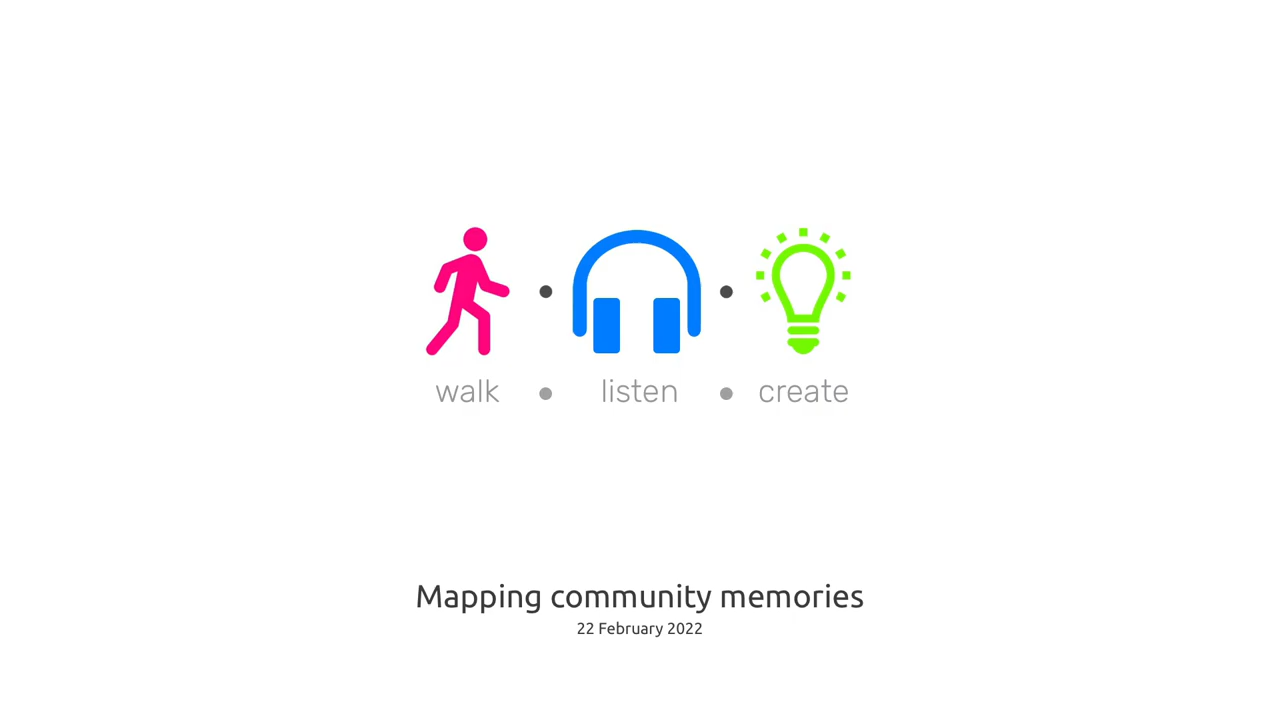 walk • listen • create
Mapping community memories
22 February 2022